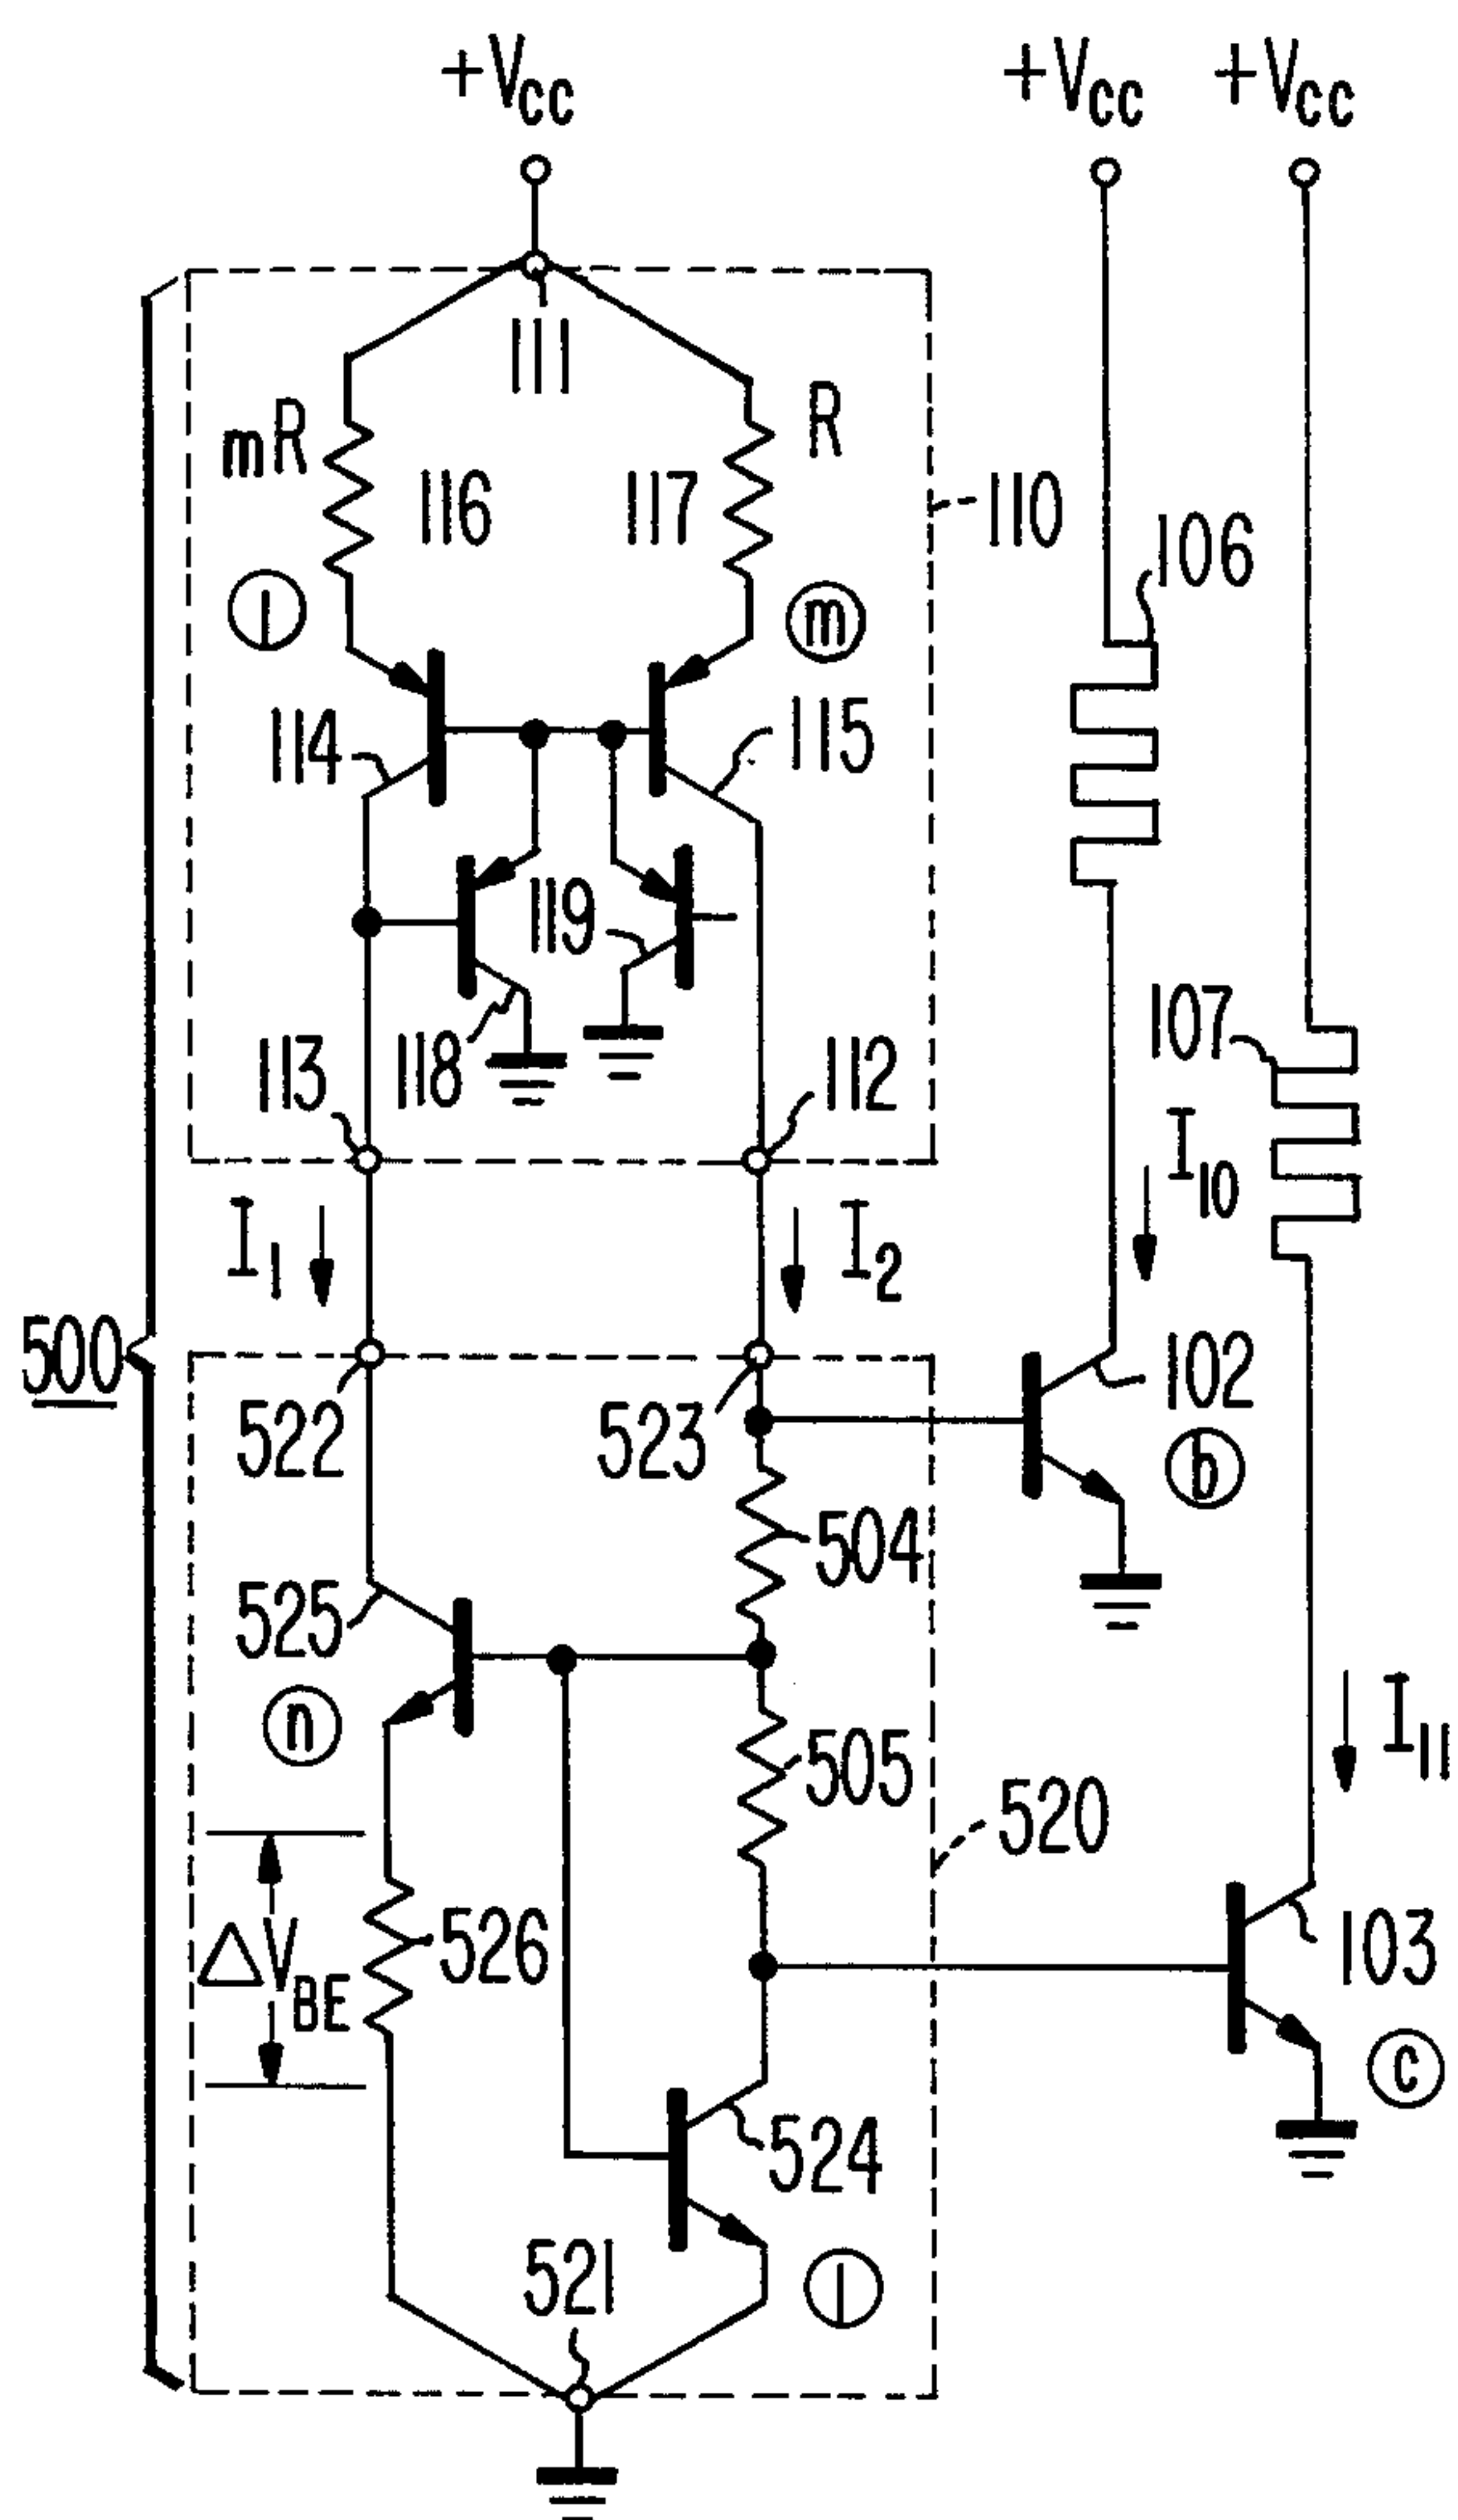 +VCC +VCC +VCC
111
mR R
116 117 110
106
1 m
114 115
119
107
113 118 112
I10
I1 I2
500
102
522 523 b
504
525
n
505 I11
520
526
ΔVBE 103
c
524
521 1